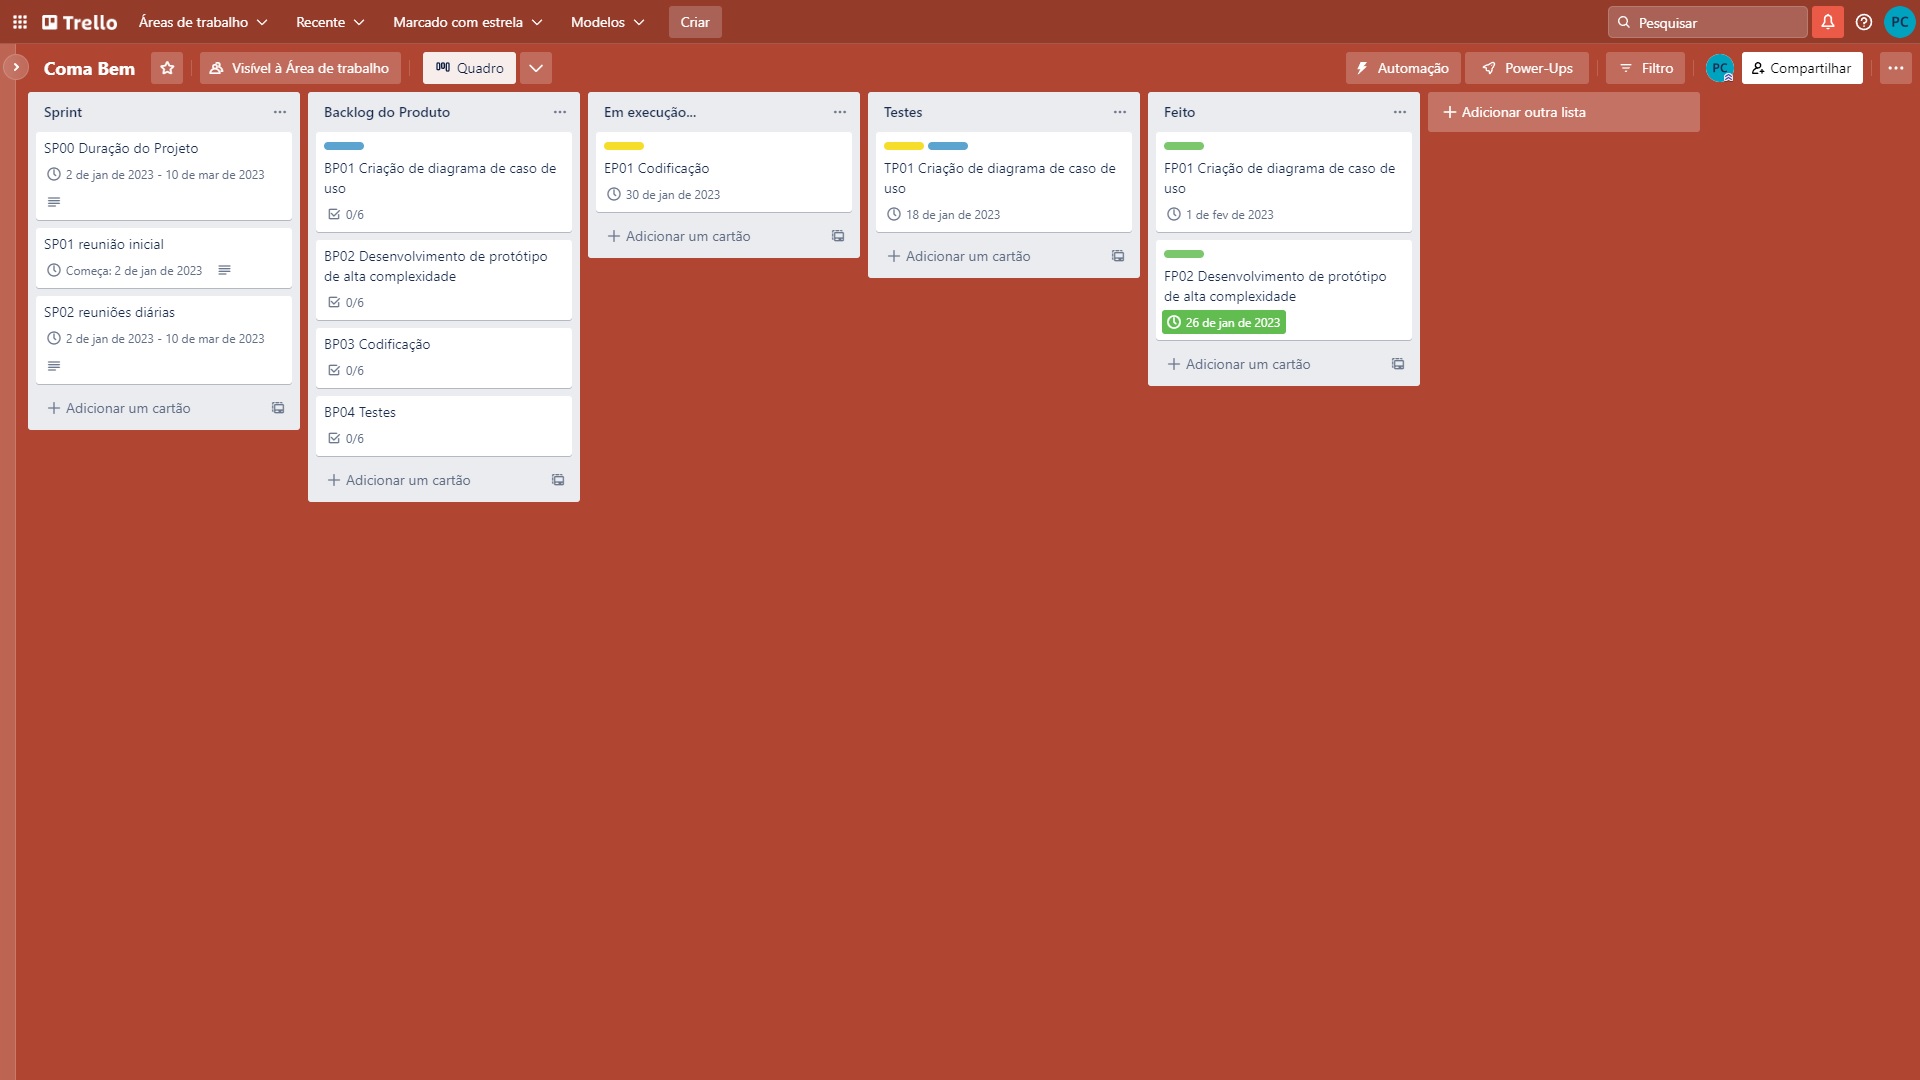 Trello Áreas de trabalho Recente Marcado com estrela Modelos Criar Pesquisar PC
Coma Bem Visível à Área de trabalho Quadro Automação Power-Ups Filtro PC Compartilhar
Sprint
SP00 Duração do Projeto
2 de jan de 2023 - 10 de mar de 2023
SP01 reunião inicial
Começa: 2 de jan de 2023
SP02 reuniões diárias
2 de jan de 2023 - 10 de mar de 2023
Adicionar um cartão
Backlog do Produto
BP01 Criação de diagrama de caso de
uso
0/6
BP02 Desenvolvimento de protótipo
de alta complexidade
0/6
BP03 Codificação
0/6
BP04 Testes
0/6
Adicionar um cartão
Em execução...
EP01 Codificação
30 de jan de 2023
Adicionar um cartão
Testes
TP01 Criação de diagrama de caso de
uso
18 de jan de 2023
Adicionar um cartão
Feito
FP01 Criação de diagrama de caso de
uso
1 de fev de 2023
FP02 Desenvolvimento de protótipo
de alta complexidade
26 de jan de 2023
Adicionar um cartão
Adicionar outra lista